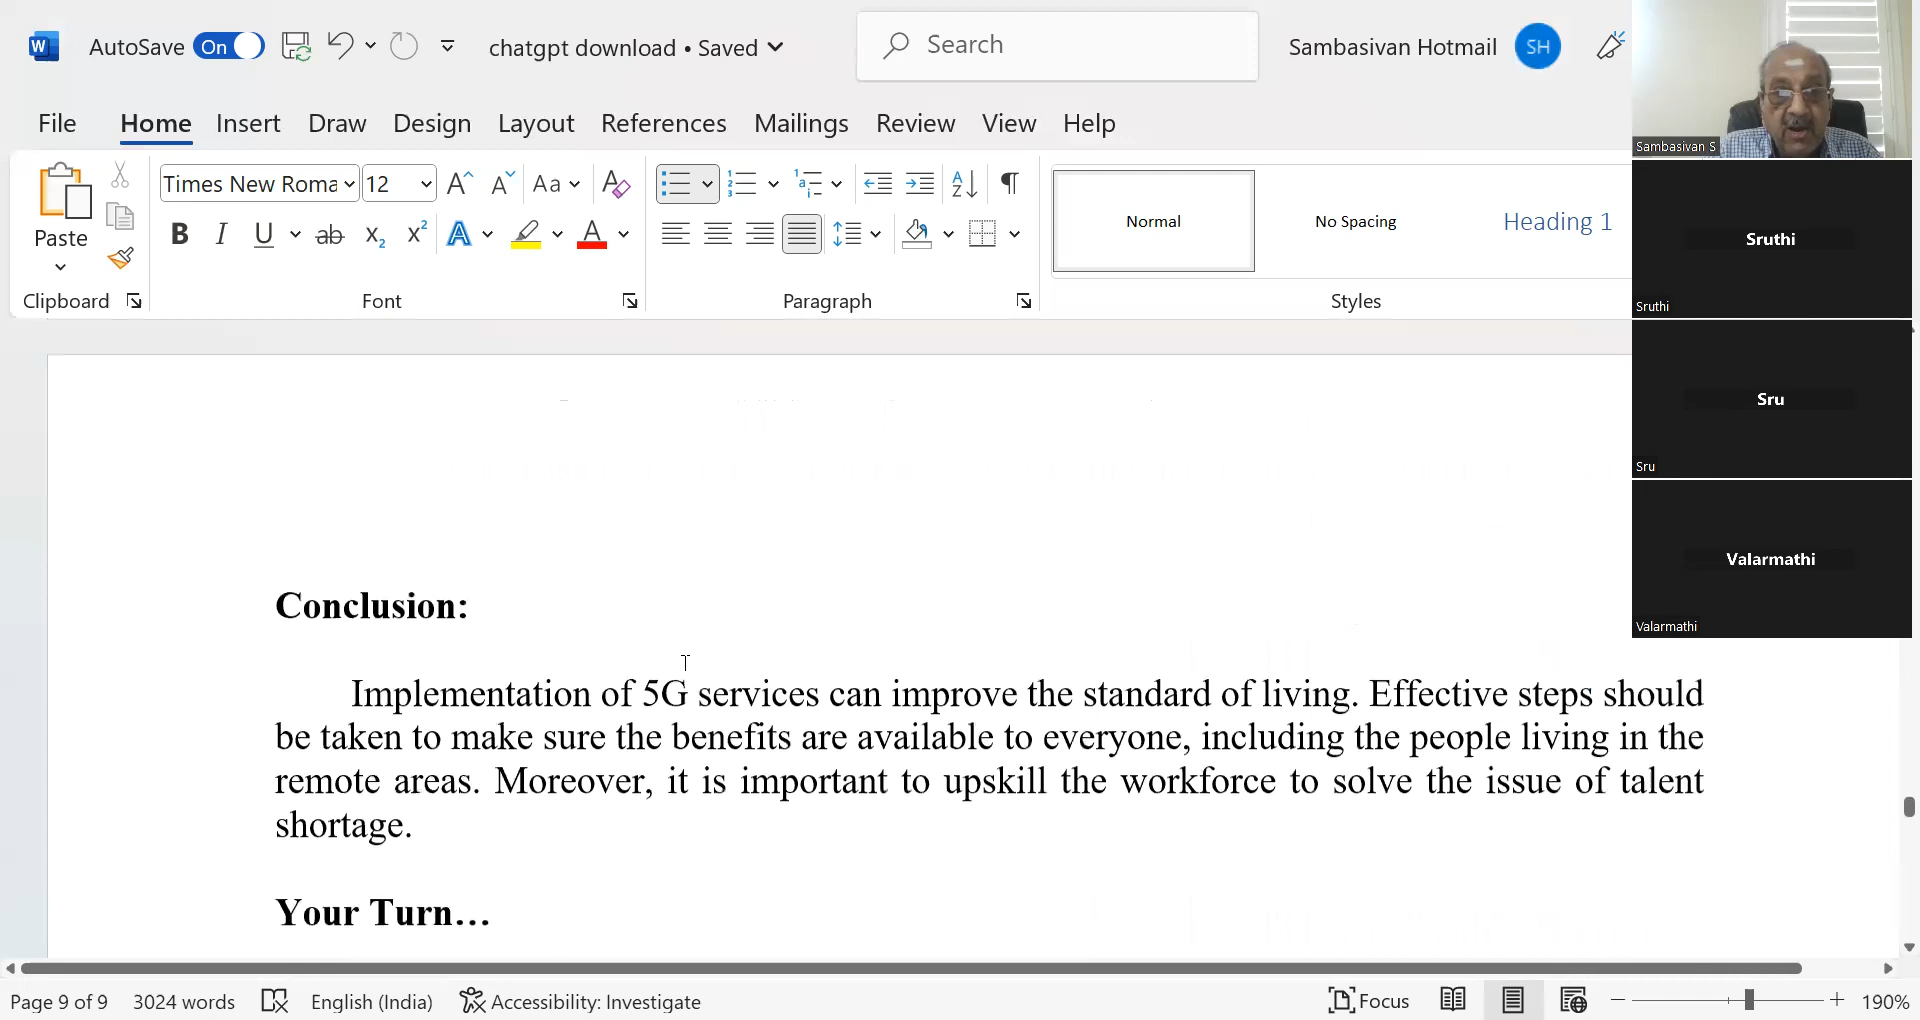 AutoSave On chatgpt download • Saved Search Sambasivan Hotmail SH
File Home Insert Draw Design Layout References Mailings Review View Help
Times New Roma 12
Paste
Clipboard Font Paragraph Styles
Normal No Spacing Heading 1
Sambasivan S
Sruthi
Sruthi
Sru
Sru
Valarmathi
Valarmathi
Conclusion:
Implementation of 5G services can improve the standard of living. Effective steps should
be taken to make sure the benefits are available to everyone, including the people living in the
remote areas. Moreover, it is important to upskill the workforce to solve the issue of talent
shortage.
Your Turn…
Page 9 of 9 3024 words English (India) Accessibility: Investigate Focus 190%